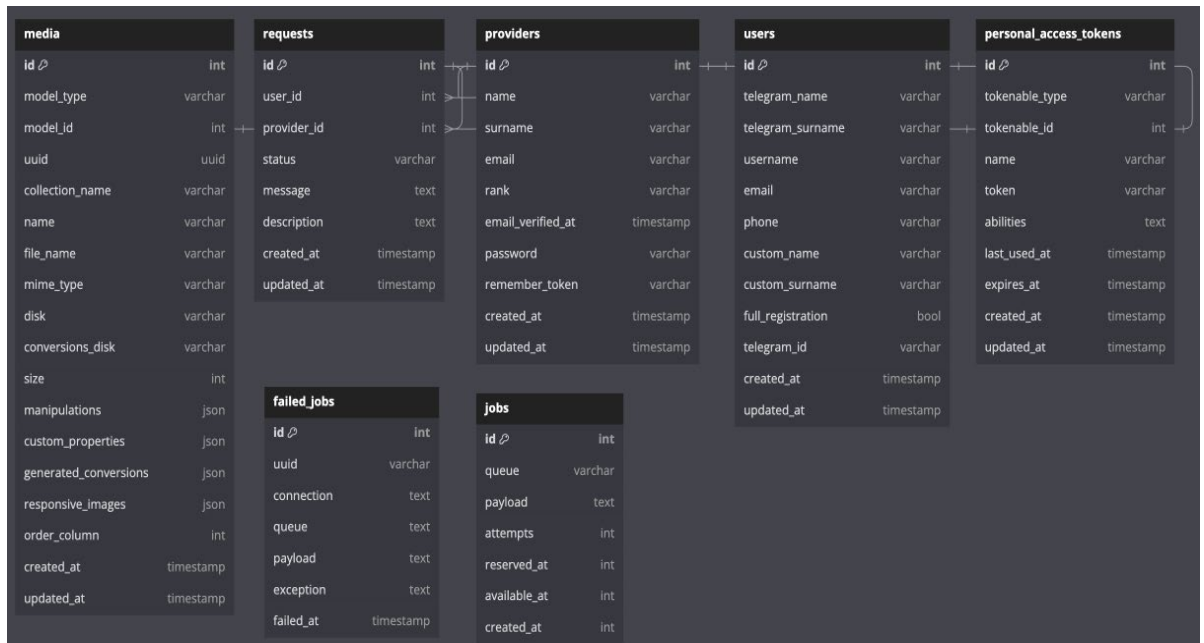 media
id int
model_type varchar
model_id int
uuid uuid
collection_name varchar
name varchar
file_name varchar
mime_type varchar
disk varchar
conversions_disk varchar
size int
manipulations json
custom_properties json
generated_conversions json
responsive_images json
order_column int
created_at timestamp
updated_at timestamp
requests
id int
user_id int
provider_id int
status varchar
message text
description text
created_at timestamp
updated_at timestamp
providers
id int
name varchar
surname varchar
email varchar
rank varchar
email_verified_at timestamp
password varchar
remember_token varchar
created_at timestamp
updated_at timestamp
users
id int
telegram_name varchar
telegram_surname varchar
username varchar
email varchar
phone varchar
custom_name varchar
custom_surname varchar
full_registration bool
telegram_id varchar
created_at timestamp
updated_at timestamp
personal_access_tokens
id int
tokenable_type varchar
tokenable_id int
name varchar
token varchar
abilities text
last_used_at timestamp
expires_at timestamp
created_at timestamp
updated_at timestamp
failed_jobs
id int
uuid varchar
connection text
queue text
payload text
exception text
failed_at timestamp
jobs
id int
queue varchar
payload text
attempts int
reserved_at int
available_at int
created_at int